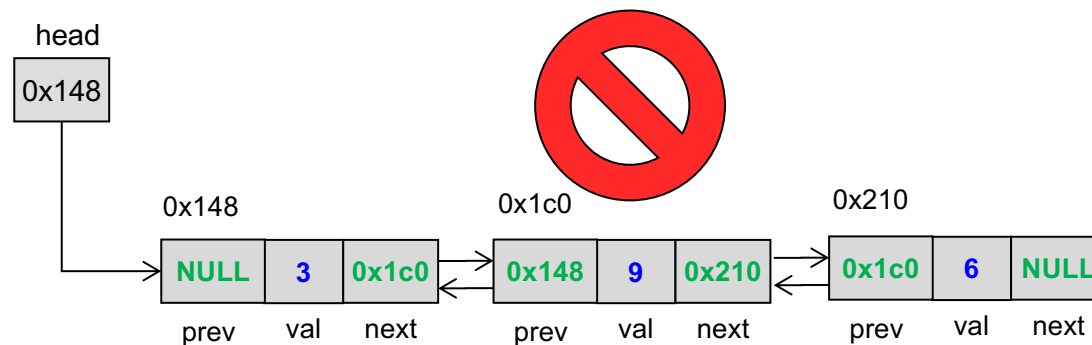 head
0x148
0x148 0x1c0 0x210
NULL 3 0x1c0 0x148 9 0x210 0x1c0 6 NULL
prev val next prev val next prev val next